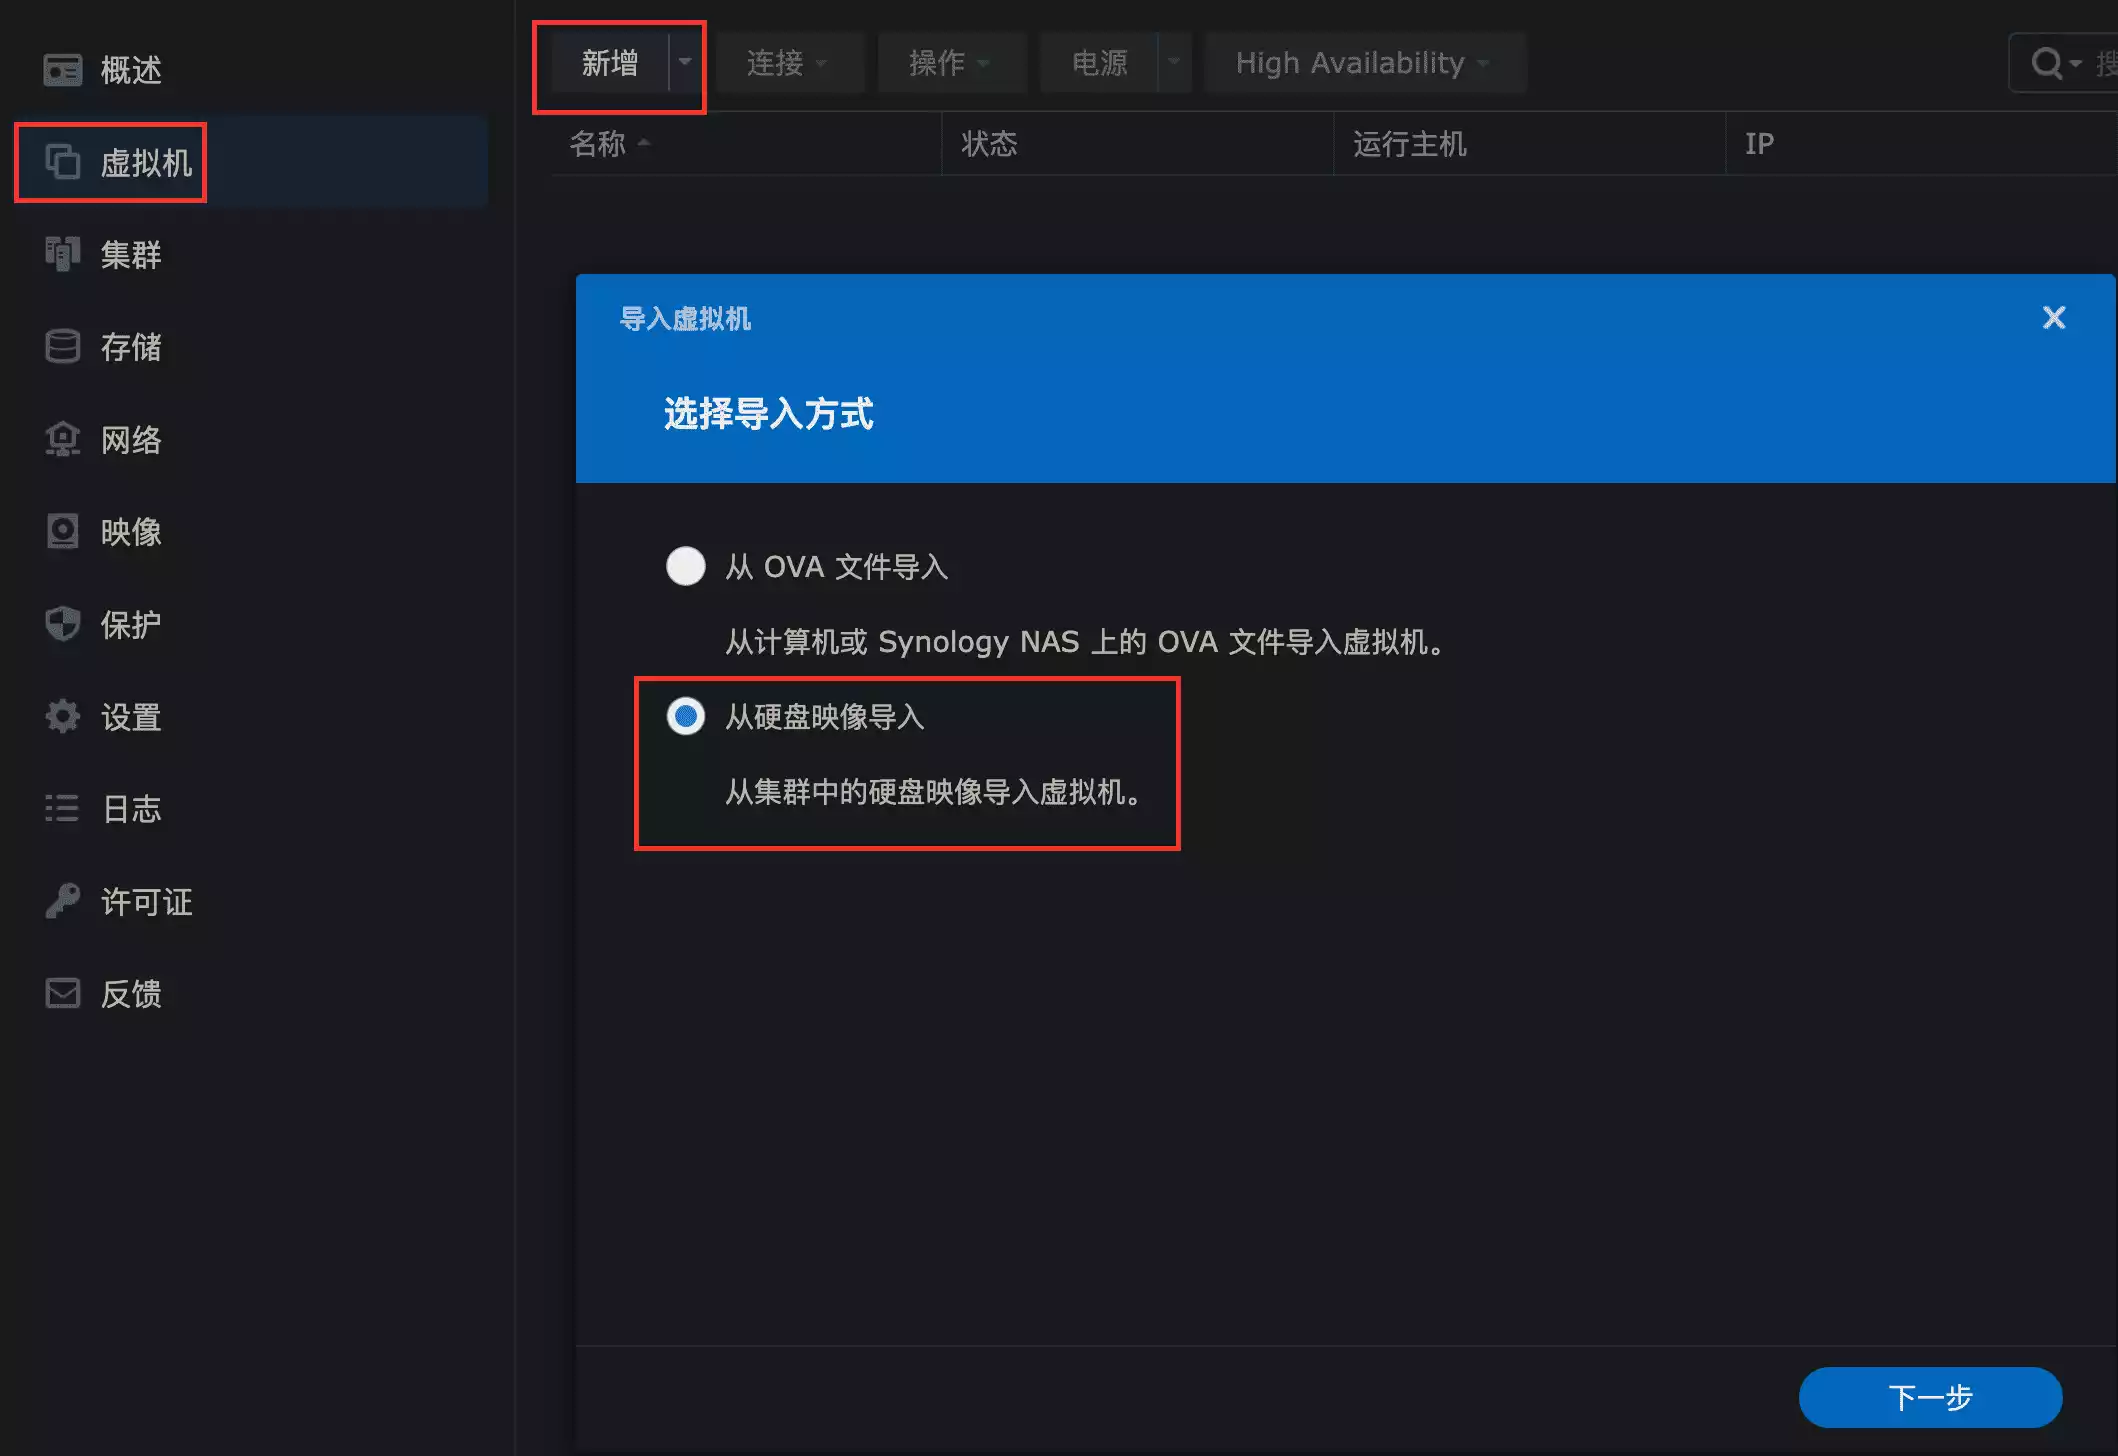 概述
虚拟机
集群
存储
网络
映像
保护
设置
日志
许可证
反馈
新增 连接 操作 电源 High Availability
名称 状态 运行主机 IP
导入虚拟机
选择导入方式
从 OVA 文件导入
从计算机或 Synology NAS 上的 OVA 文件导入虚拟机。
从硬盘映像导入
从集群中的硬盘映像导入虚拟机。
下一步